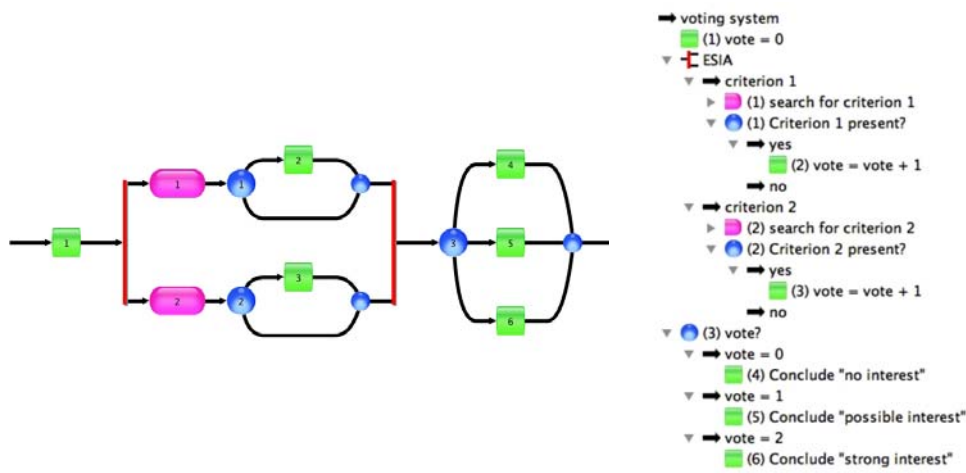 1
1
1
2
2
2
3
3
4
5
6
voting system
(1) vote = 0
ESIA
criterion 1
(1) search for criterion 1
(1) Criterion 1 present?
yes
(2) vote = vote + 1
no
criterion 2
(2) search for criterion 2
(2) Criterion 2 present?
yes
(3) vote = vote + 1
no
(3) vote?
vote = 0
(4) Conclude "no interest"
vote = 1
(5) Conclude "possible interest"
vote = 2
(6) Conclude "strong interest"